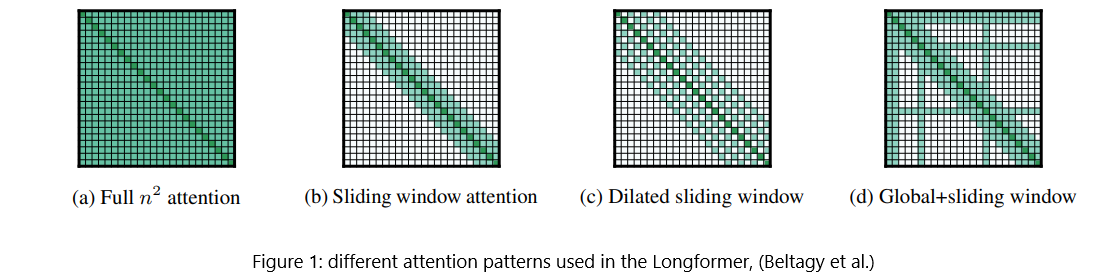 (a) Full n² attention
(b) Sliding window attention
(c) Dilated sliding window
(d) Global+sliding window
Figure 1: different attention patterns used in the Longformer, (Beltagy et al.)